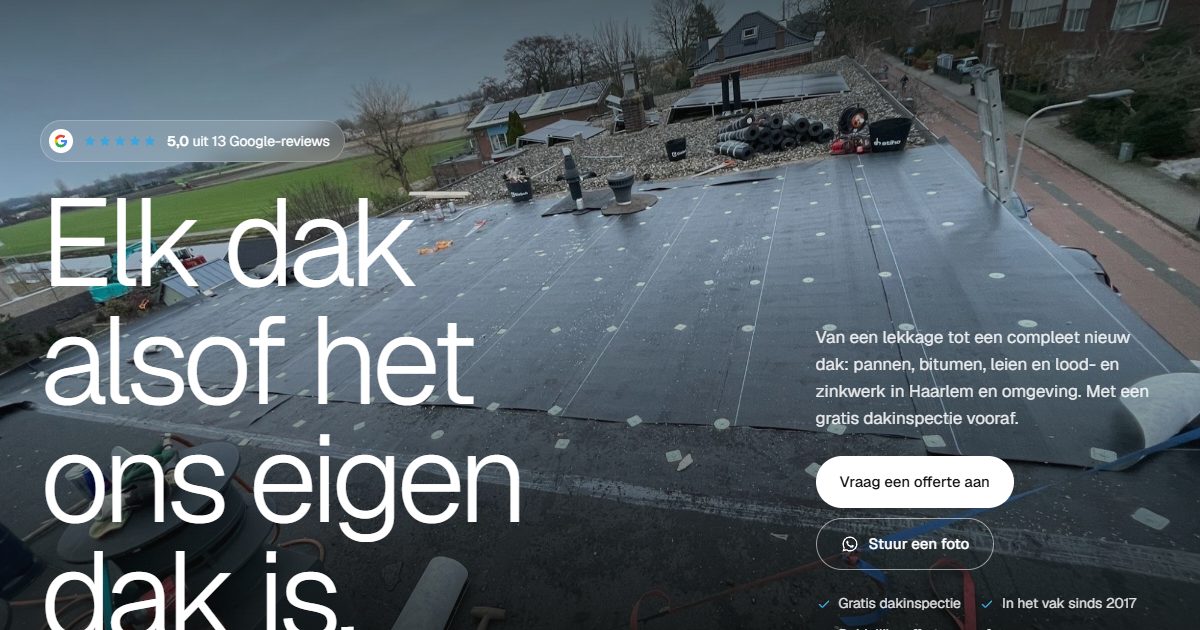 5,0 uit 13 Google-reviews
Elk dak
alsof het
ons eigen
dak is.
Van een lekkage tot een compleet nieuw
dak: pannen, bitumen, leien en lood- en
zinkwerk in Haarlem en omgeving. Met een
gratis dakinspectie vooraf.
Vraag een offerte aan
Stuur een foto
Gratis dakinspectie
In het vak sinds 2017